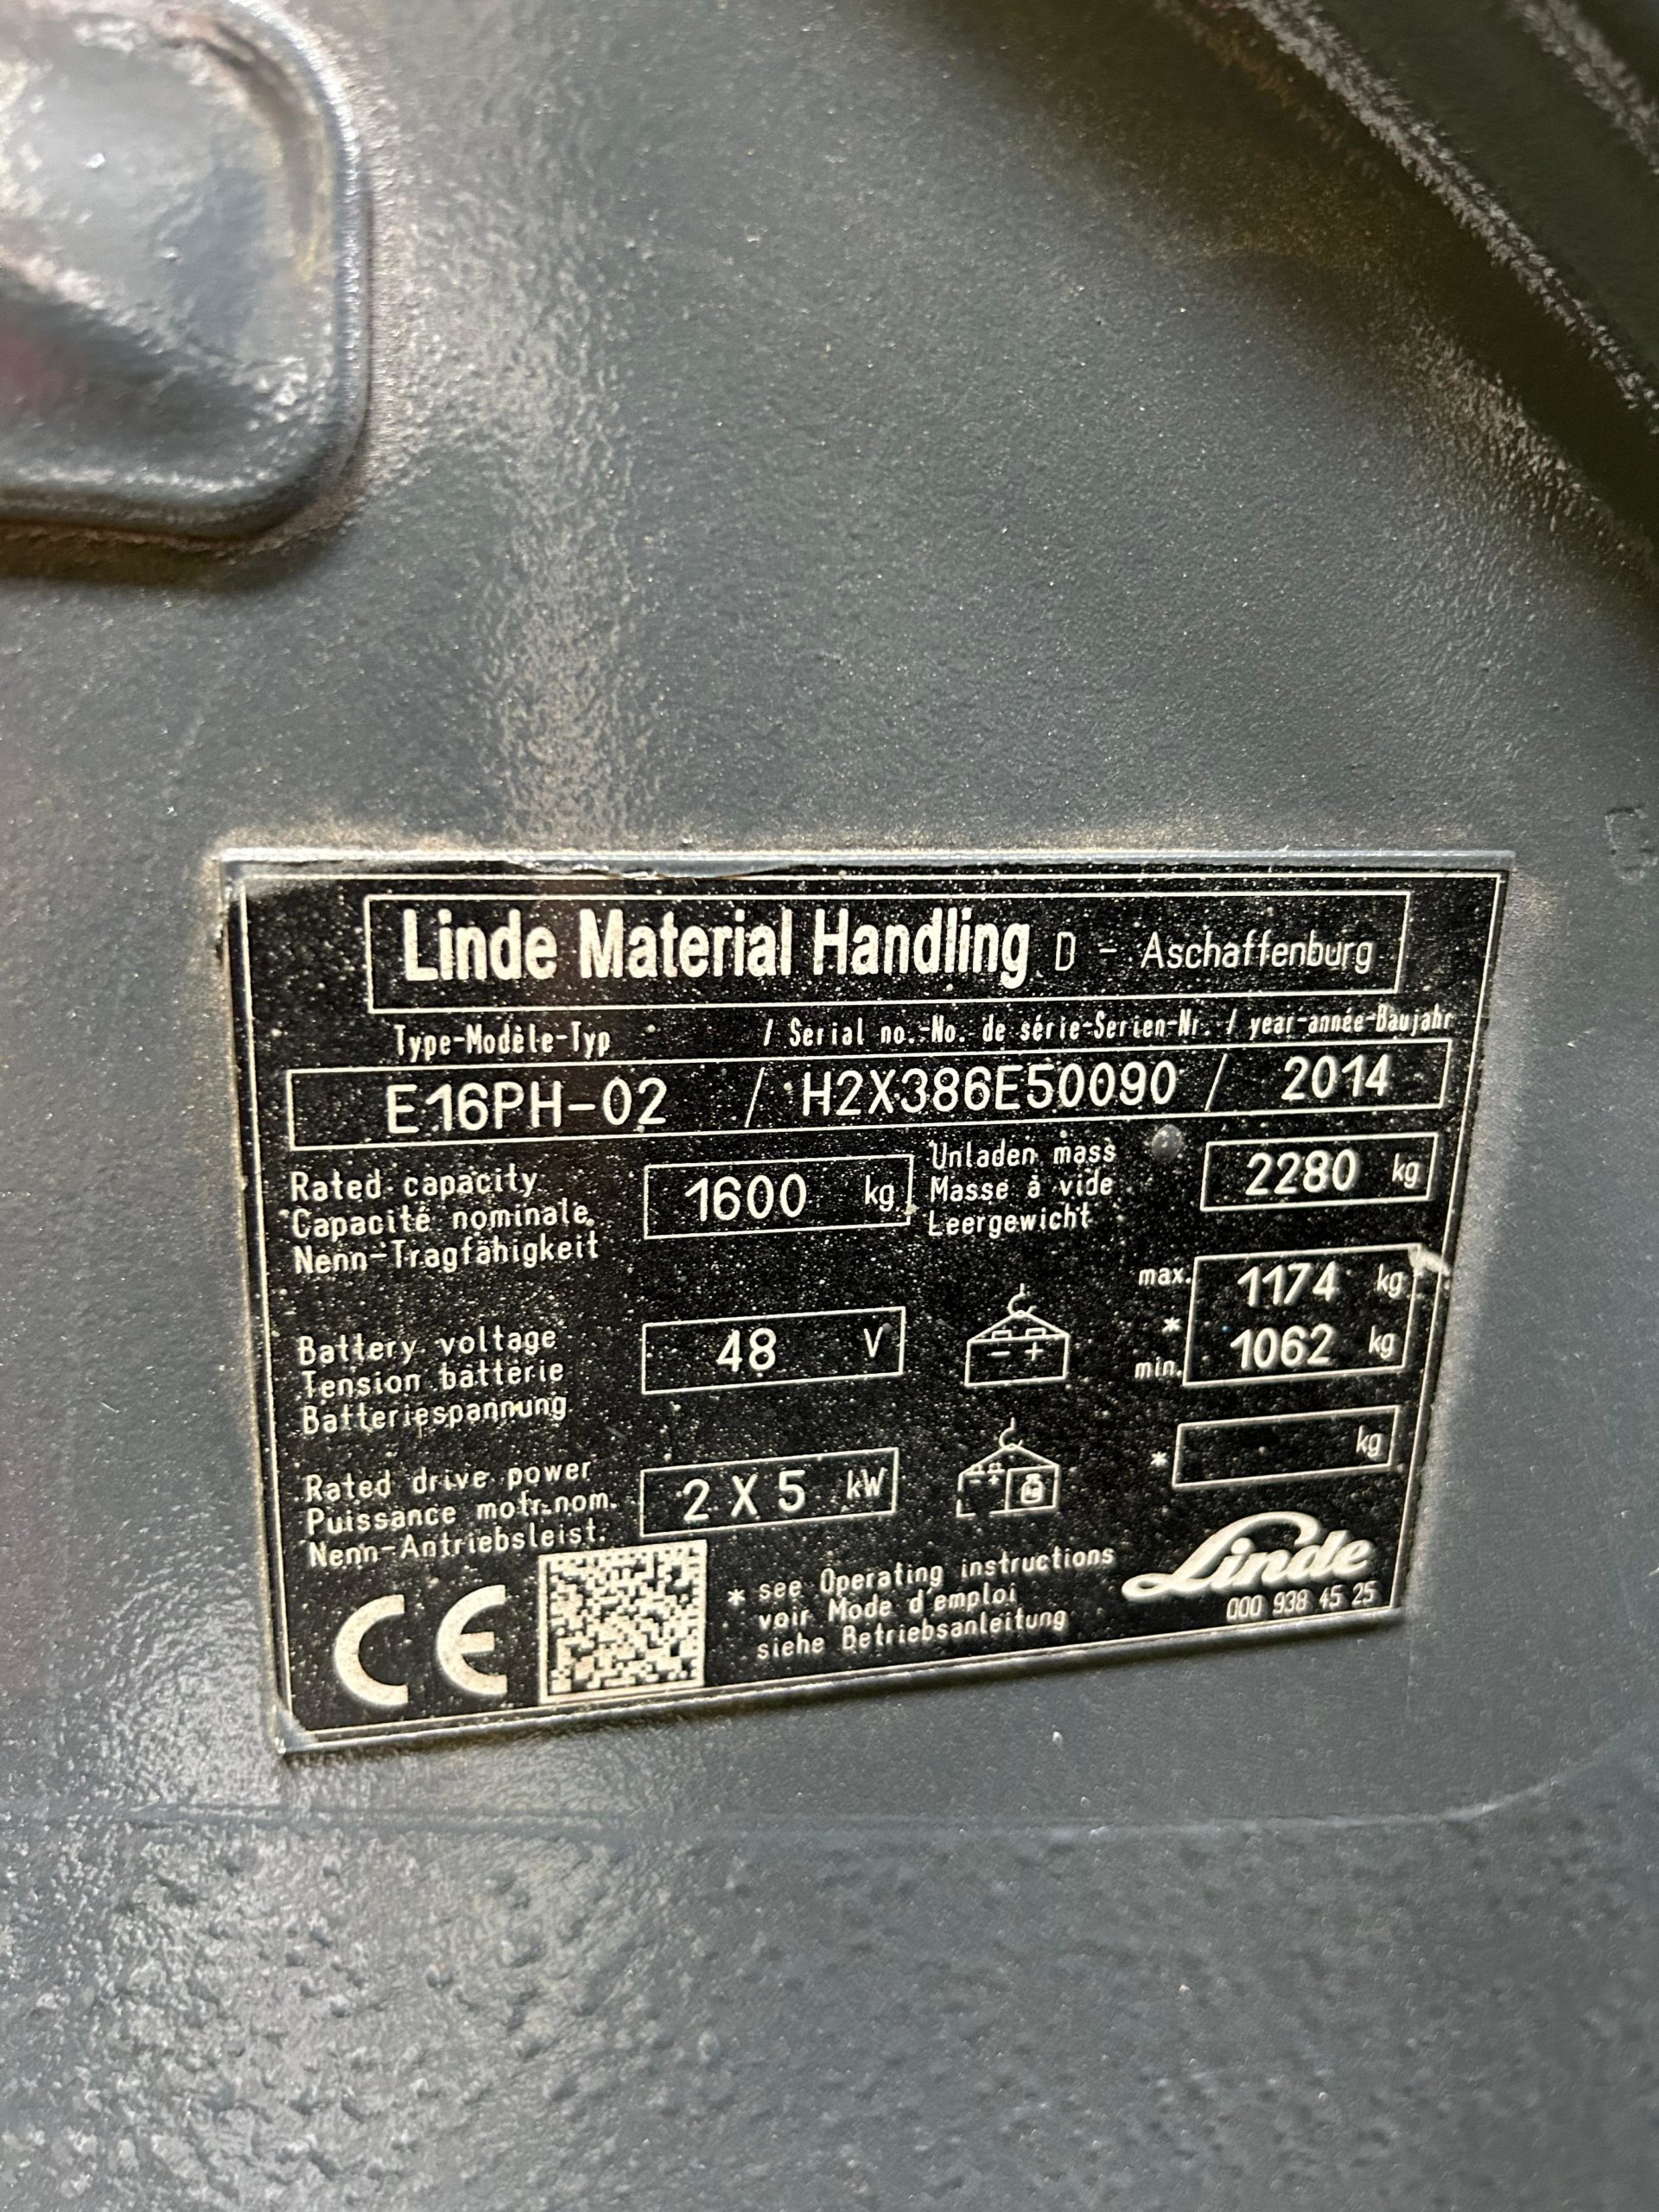 Linde Material Handling D - Aschaffenburg
Type-Modèle-Typ / Serial no.-No. de série-Serien-Nr. / year-année-Baujahr
E16PH-02 / H2X386E50090 / 2014
Rated capacity
Capacité nominale
Nenn-Tragfähigkeit
1600 kg
Unladen mass
Masse à vide
Leergewicht
2280 kg
Battery voltage
Tension batterie
Batteriespannung
48 V
- +
max. 1174 kg
*
min. 1062 kg
Rated drive power
Puissance motr.nom.
Nenn-Antriebsleist.
2 X 5 kW
- +
kg
* kg
CE
* see Operating instructions
voir Mode d'emploi
siehe Betriebsanleitung
Linde
000 938 45 25